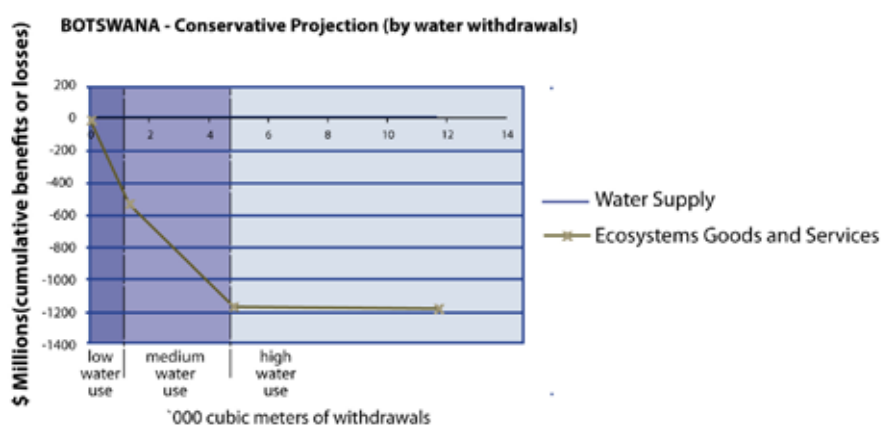 BOTSWANA - Conservative Projection (by water withdrawals)
$ Millions(cumulative benefits or losses)
200
0
-200
-400
-600
-800
-1000
-1200
-1400
0 2 4 6 8 10 12 14
low water use
medium water use
high water use
`000 cubic meters of withdrawals
Water Supply
Ecosystems Goods and Services